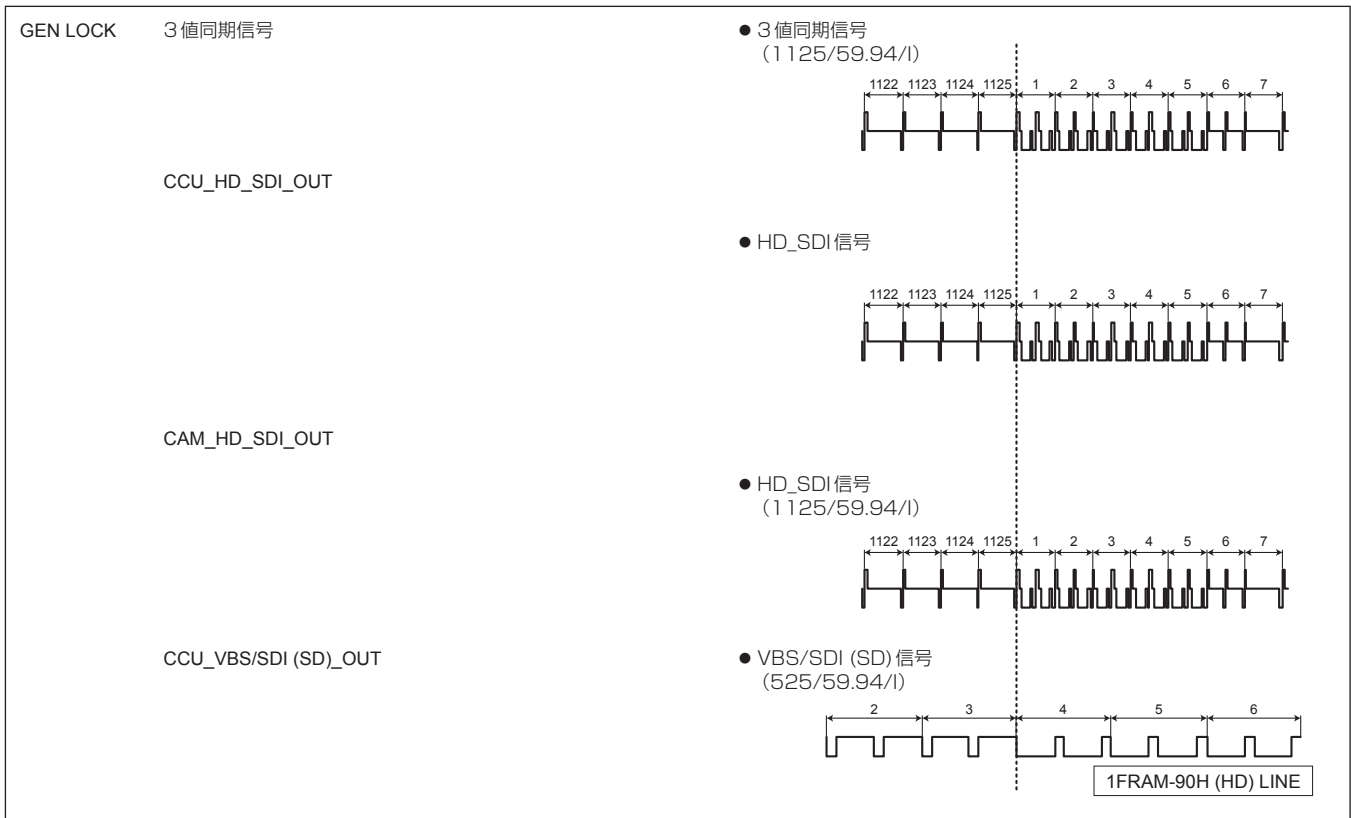 GEN LOCK 3値同期信号 ● 3値同期信号
(1125/59.94/I)
1122 1123 1124 1125 1 2 3 4 5 6 7
CCU_HD_SDI_OUT
● HD_SDI信号
1122 1123 1124 1125 1 2 3 4 5 6 7
CAM_HD_SDI_OUT
● HD_SDI信号
(1125/59.94/I)
1122 1123 1124 1125 1 2 3 4 5 6 7
CCU_VBS/SDI (SD)_OUT ● VBS/SDI (SD)信号
(525/59.94/I)
2 3 4 5 6
1FRAM-90H (HD) LINE